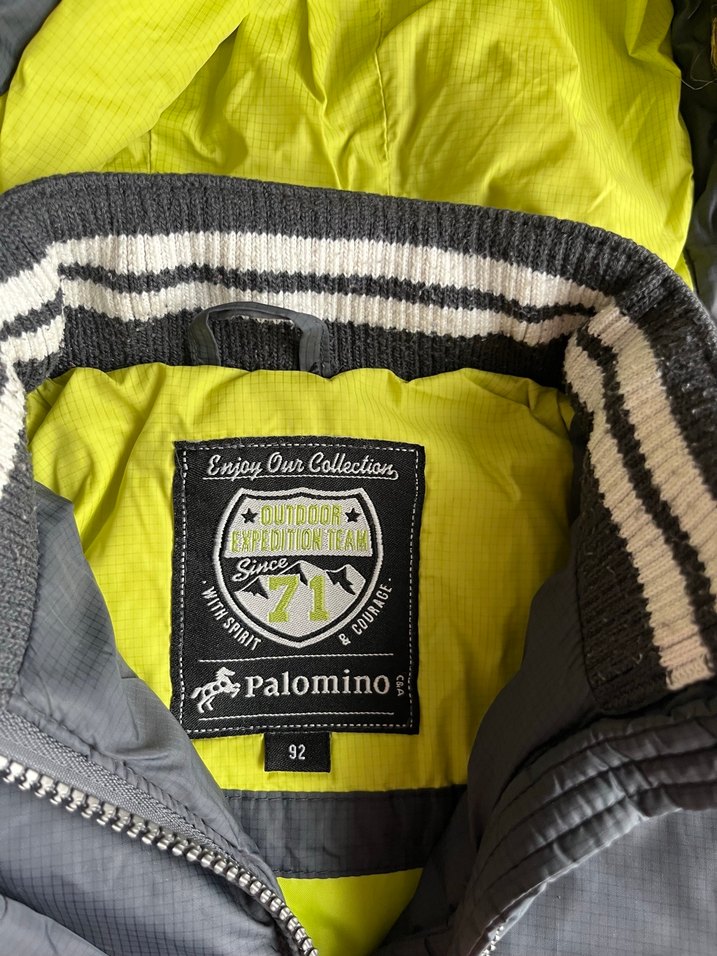 Enjoy Our Collection
OUTDOOR
EXPEDITION TEAM
Since
71
· WITH SPIRIT
& COURAGE ·
Palomino
C&A
92